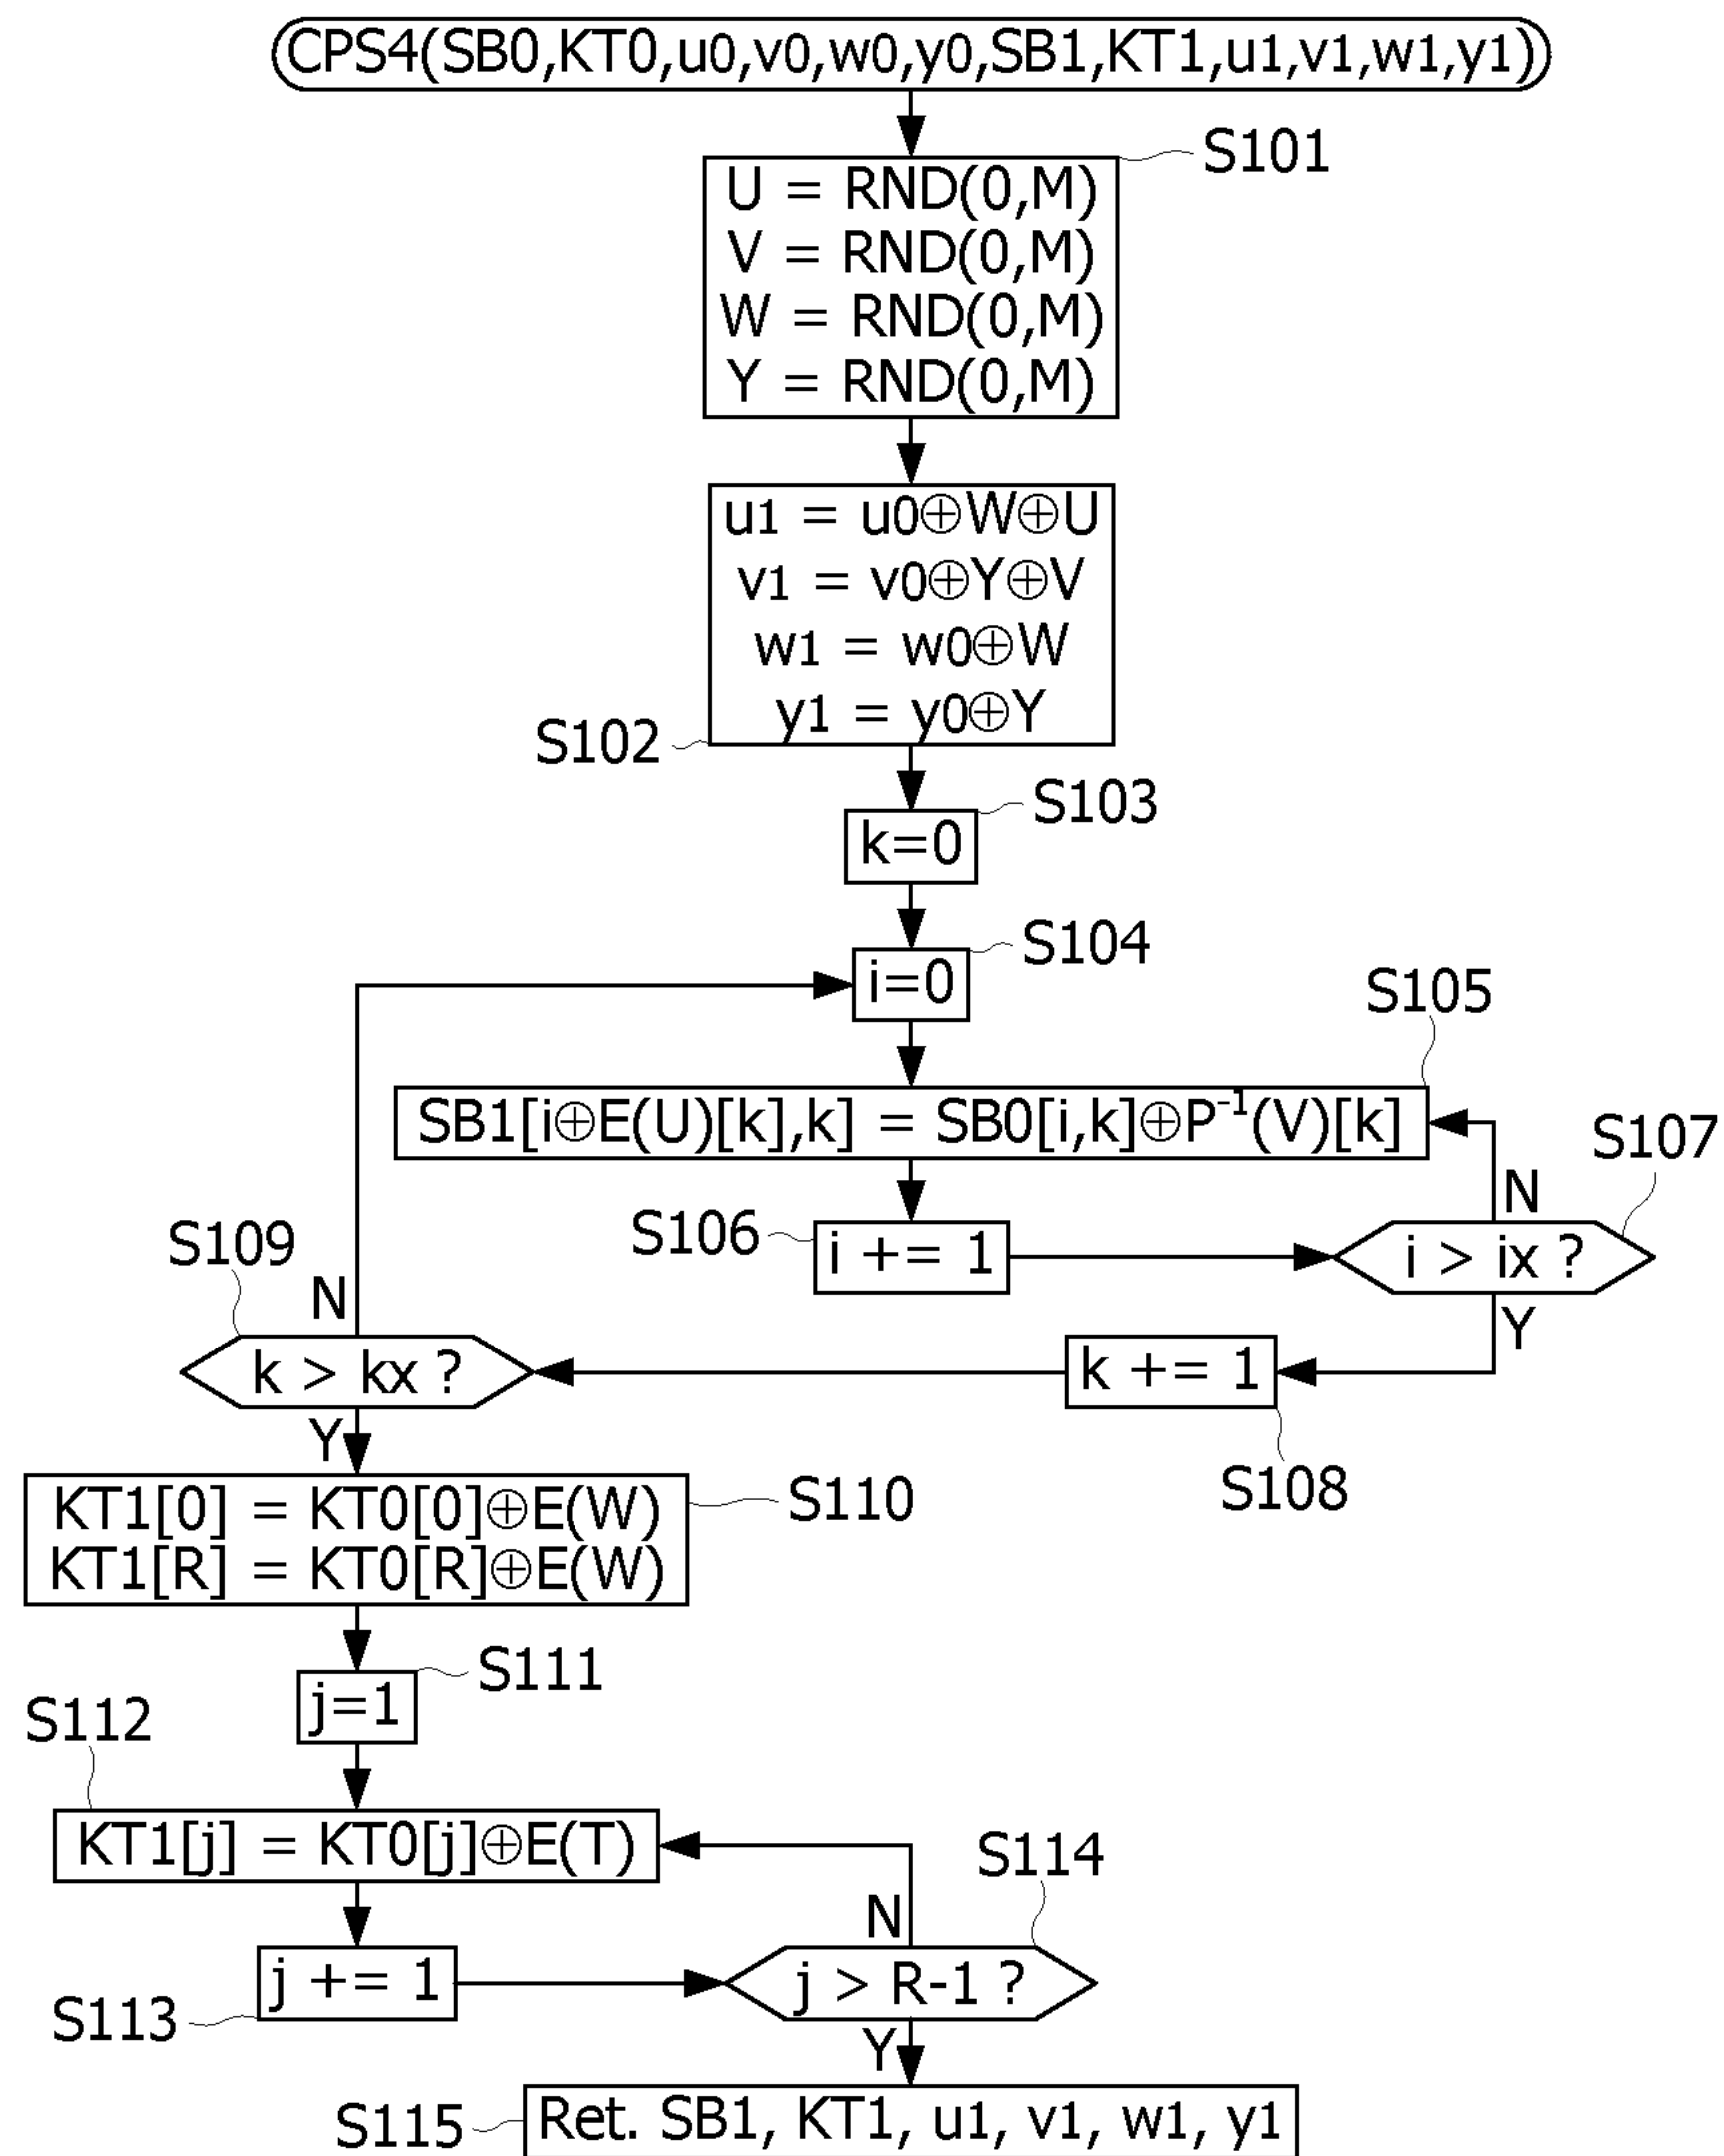 CPS4(SB0,KT0,u0,v0,w0,y0,SB1,KT1,u1,v1,w1,y1)
S101
U = RND(0,M)
V = RND(0,M)
W = RND(0,M)
Y = RND(0,M)
u1 = u0⊕W⊕U
v1 = v0⊕Y⊕V
w1 = w0⊕W
y1 = y0⊕Y
S102
S103
k=0
S104
i=0
S105
SB1[i⊕E(U)[k],k] = SB0[i,k]⊕P⁻¹(V)[k]
S107
N
S106
i += 1
i > ix ?
Y
S109
N
k > kx ?
k += 1
Y
S108
KT1[0] = KT0[0]⊕E(W)
KT1[R] = KT0[R]⊕E(W)
S110
S111
j=1
S112
KT1[j] = KT0[j]⊕E(T)
S114
N
j += 1
j > R-1 ?
S113
Y
S115
Ret. SB1, KT1, u1, v1, w1, y1